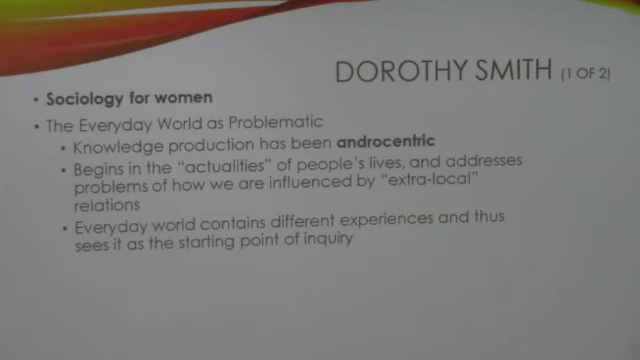 DOROTHY SMITH (1 OF 2)
• Sociology for women
• The Everyday World as Problematic
• Knowledge production has been androcentric
• Begins in the “actualities” of people’s lives, and addresses
problems of how we are influenced by “extra-local”
relations
• Everyday world contains different experiences and thus
sees it as the starting point of inquiry